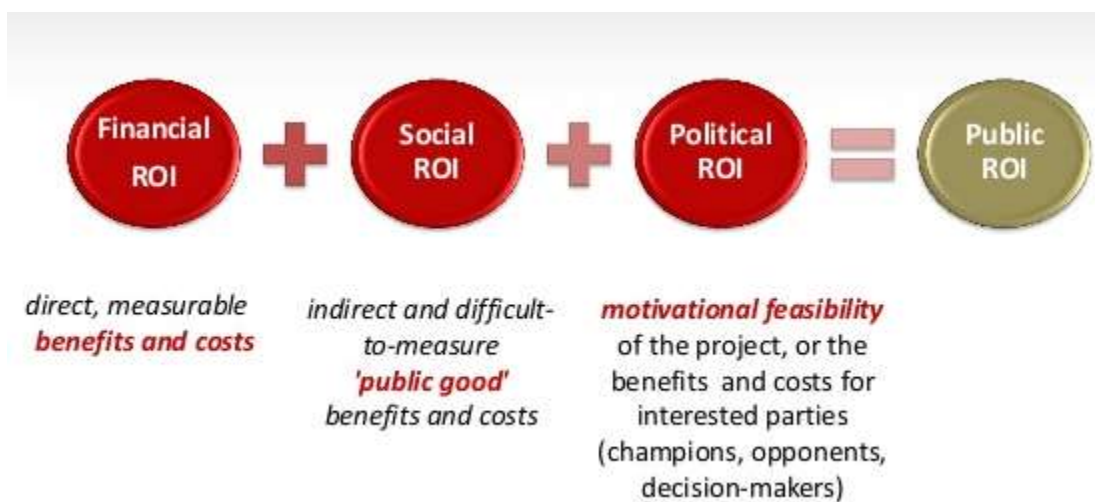 Financial
ROI
+
Social
ROI
+
Political
ROI
=
Public
ROI
direct, measurable
benefits and costs
indirect and difficult-
to-measure
'public good'
benefits and costs
motivational feasibility
of the project, or the
benefits and costs for
interested parties
(champions, opponents,
decision-makers)